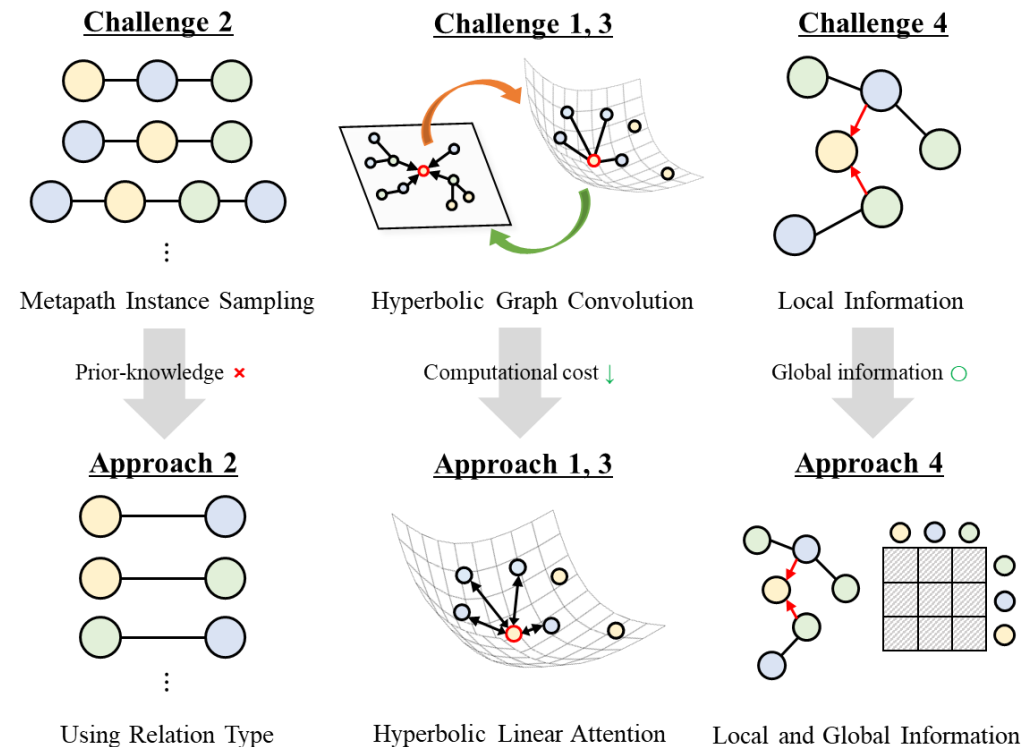 Challenge 2
Challenge 1, 3
Challenge 4
⋮
Metapath Instance Sampling
Hyperbolic Graph Convolution
Local Information
Prior-knowledge ×
Computational cost ↓
Global information ○
Approach 2
Approach 1, 3
Approach 4
⋮
Using Relation Type
Hyperbolic Linear Attention
Local and Global Information